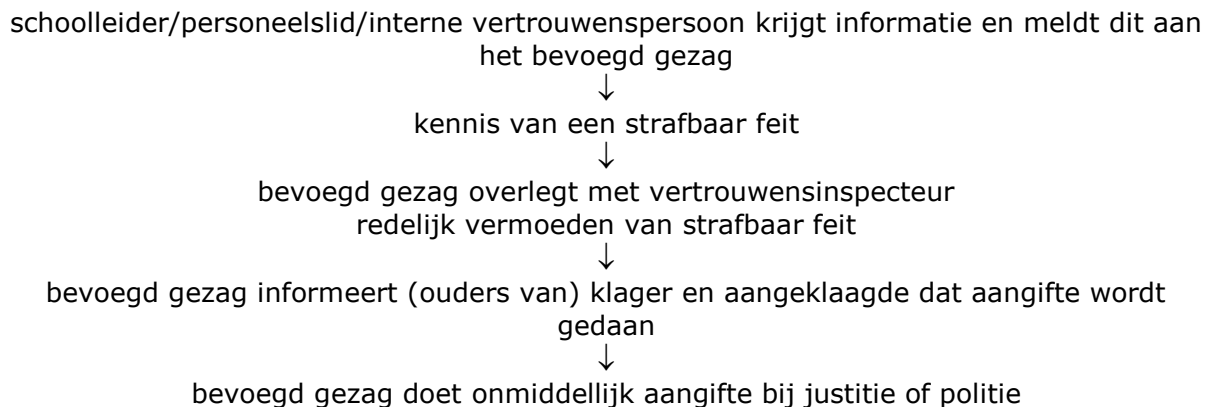 schoolleider/personeelslid/interne vertrouwenspersoon krijgt informatie en meldt dit aan
het bevoegd gezag
↓
kennis van een strafbaar feit
↓
bevoegd gezag overlegt met vertrouwensinspecteur
redelijk vermoeden van strafbaar feit
↓
bevoegd gezag informeert (ouders van) klager en aangeklaagde dat aangifte wordt
gedaan
↓
bevoegd gezag doet onmiddellijk aangifte bij justitie of politie